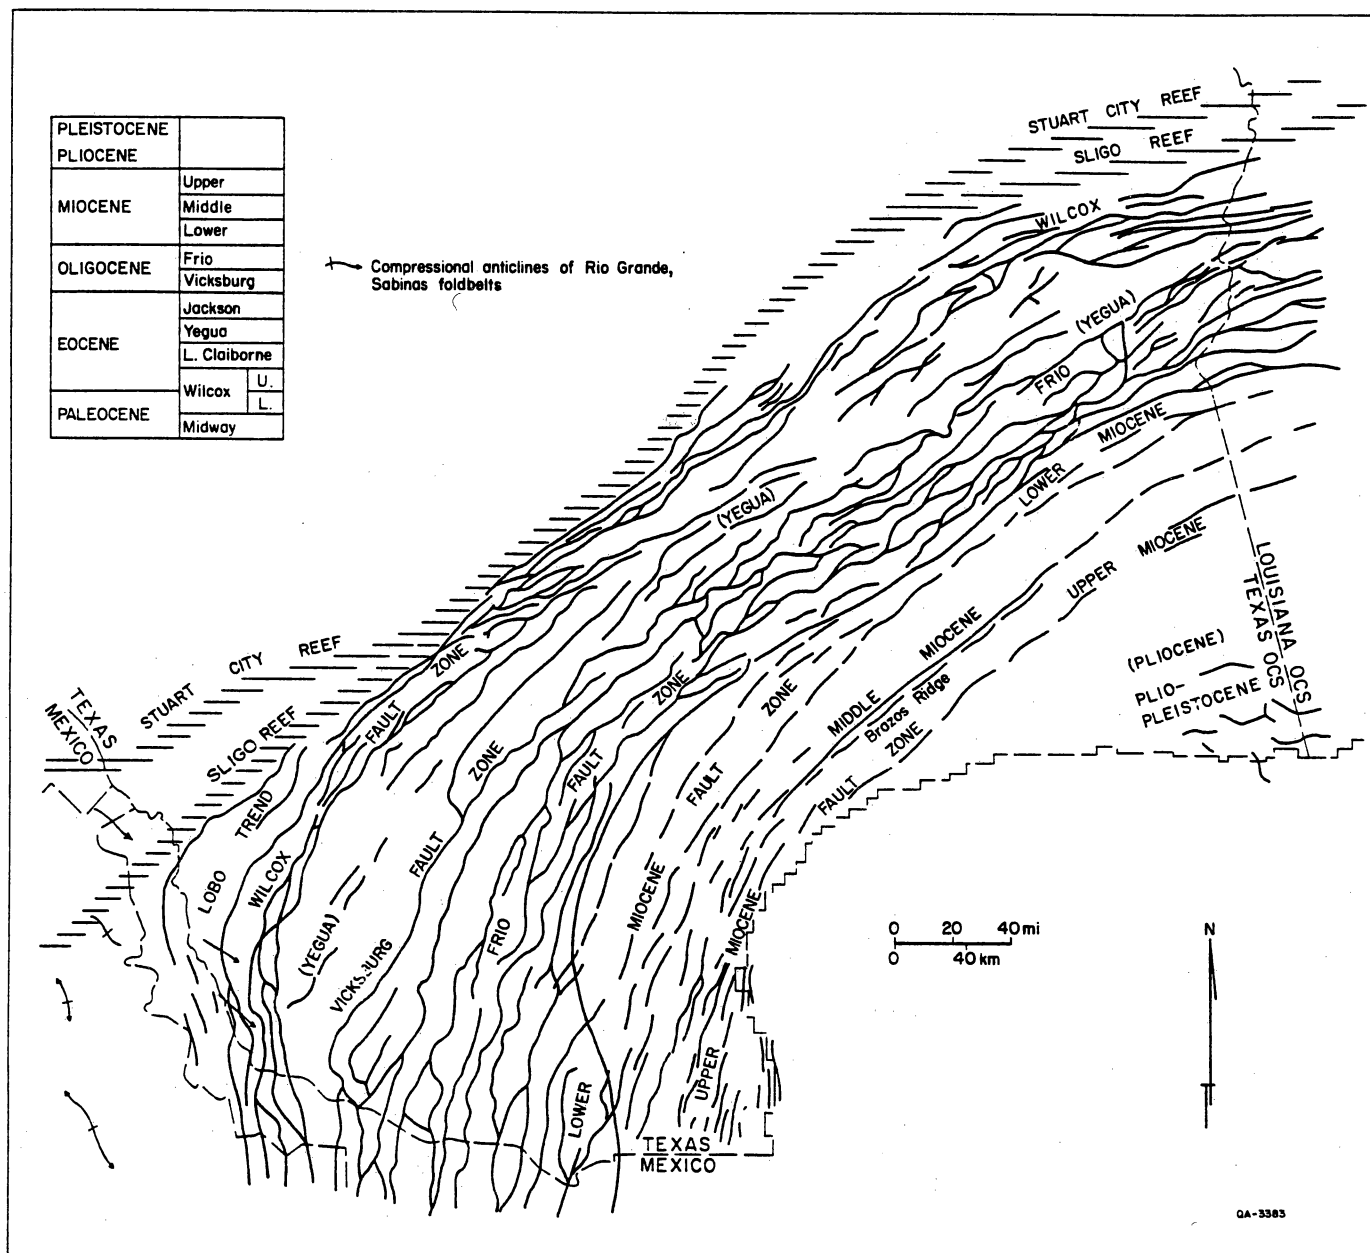 PLEISTOCENE
PLIOCENE
MIOCENE
Upper
Middle
Lower
OLIGOCENE
Frio
Vicksburg
EOCENE
Jackson
Yegua
L. Claiborne
Wilcox
U.
L.
PALEOCENE
Midway
Compressional anticlines of Rio Grande,
Sabinas foldbelts
STUART CITY REEF
SLIGO REEF
WILCOX
(YEGUA)
FRIO
LOWER MIOCENE
(YEGUA)
UPPER MIOCENE
LOUISIANA OCS
TEXAS OCS
(PLIOCENE)
PLIO-
PLEISTOCENE
MIDDLE MIOCENE
Brazos Ridge
FAULT ZONE
STUART CITY REEF
SLIGO REEF
TEXAS
MEXICO
LOBO TREND
WILCOX FAULT ZONE
(YEGUA)
VICKSBURG FAULT ZONE
FRIO FAULT ZONE
LOWER MIOCENE FAULT ZONE
UPPER MIOCENE
TEXAS
MEXICO
0 20 40 mi
0 40 km
N
QA-3383